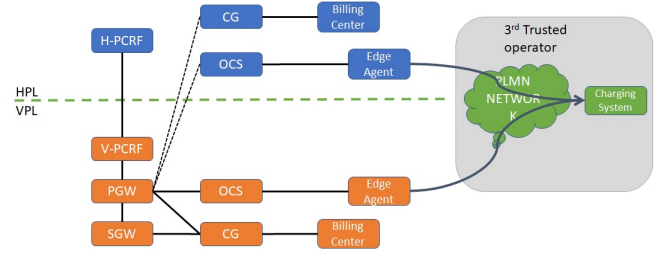 CG
Billing
Center
3rd Trusted
operator
H-PCRF
OCS
Edge
Agent
PLMN
NETWOR
K
Charging
System
HPL
VPL
V-PCRF
PGW
OCS
Edge
Agent
SGW
CG
Billing
Center